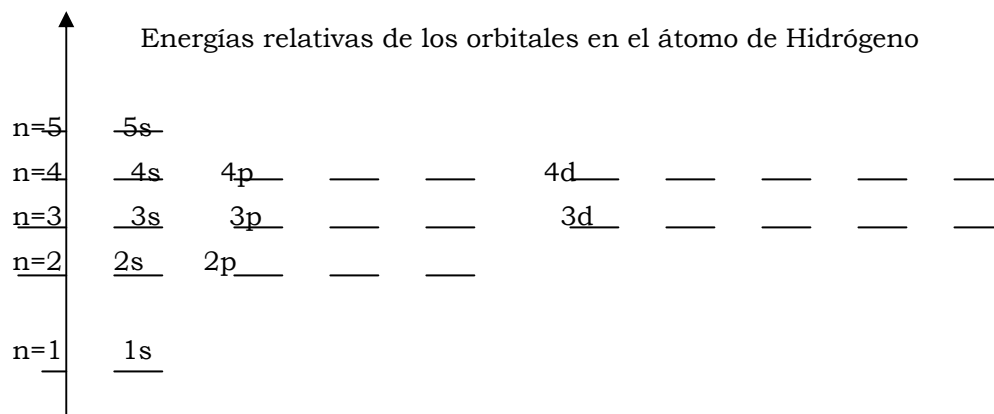 Energías relativas de los orbitales en el átomo de Hidrógeno
n=5 5s
n=4 4s 4p 4d
n=3 3s 3p 3d
n=2 2s 2p
n=1 1s